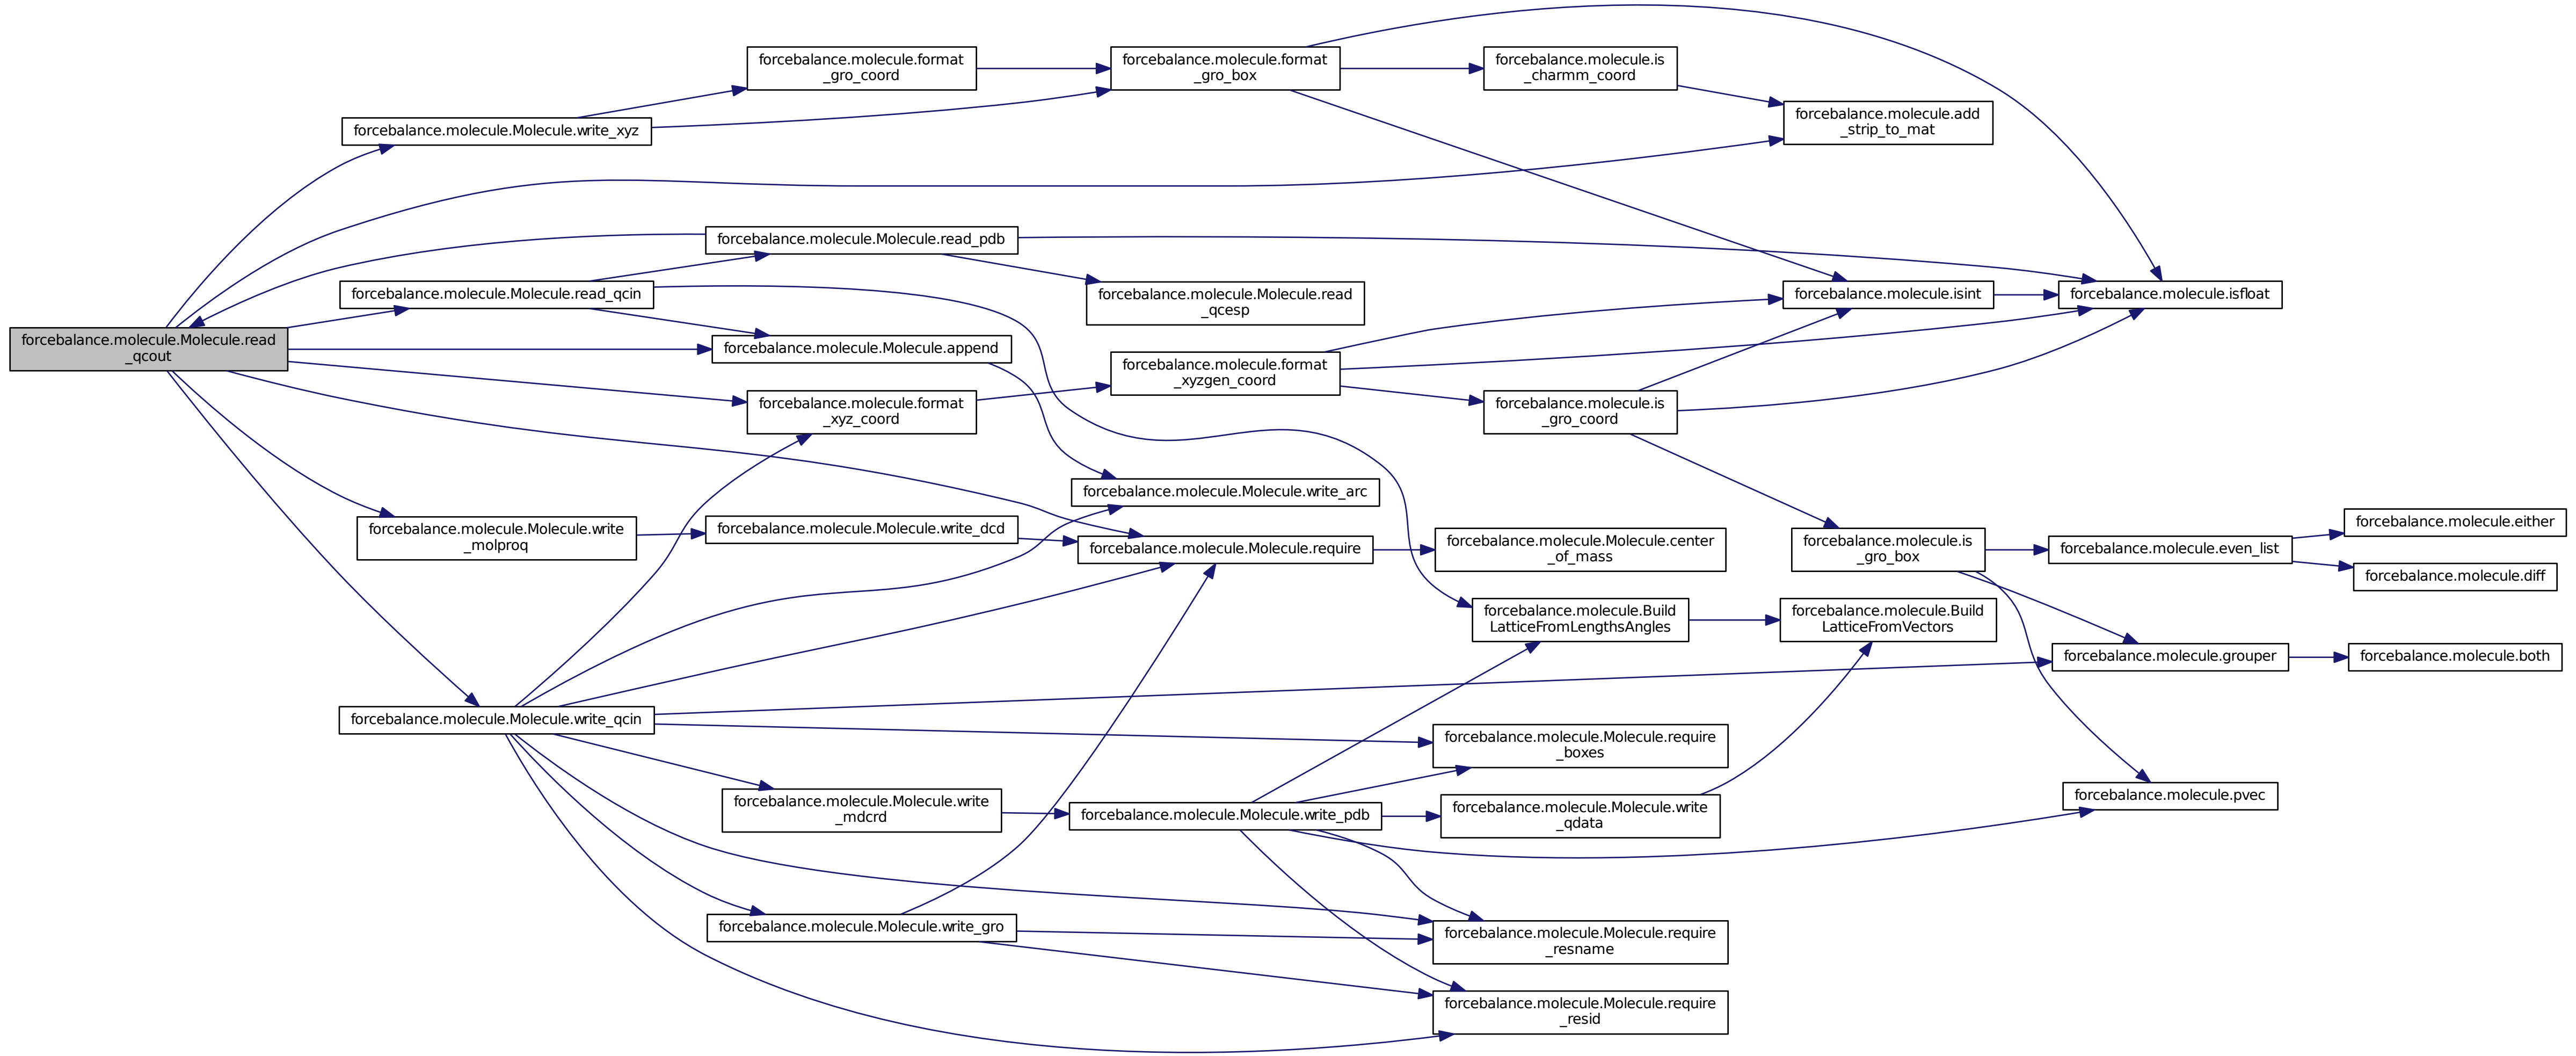 forcebalance.molecule.Molecule.read
_qcout
forcebalance.molecule.Molecule.write_xyz
forcebalance.molecule.Molecule.read_qcin
forcebalance.molecule.Molecule.write
_molproq
forcebalance.molecule.Molecule.write_qcin
forcebalance.molecule.format
_gro_coord
forcebalance.molecule.Molecule.read_pdb
forcebalance.molecule.Molecule.append
forcebalance.molecule.format
_xyz_coord
forcebalance.molecule.Molecule.write_dcd
forcebalance.molecule.Molecule.write
_mdcrd
forcebalance.molecule.Molecule.write_gro
forcebalance.molecule.format
_gro_box
forcebalance.molecule.Molecule.read
_qcesp
forcebalance.molecule.format
_xyzgen_coord
forcebalance.molecule.Molecule.write_arc
forcebalance.molecule.Molecule.require
forcebalance.molecule.Molecule.write_pdb
forcebalance.molecule.is
_charmm_coord
forcebalance.molecule.is
_gro_coord
forcebalance.molecule.Molecule.center
_of_mass
forcebalance.molecule.Build
LatticeFromLengthsAngles
forcebalance.molecule.Molecule.require
_boxes
forcebalance.molecule.Molecule.write
_qdata
forcebalance.molecule.Molecule.require
_resname
forcebalance.molecule.Molecule.require
_resid
forcebalance.molecule.add
_strip_to_mat
forcebalance.molecule.isint
forcebalance.molecule.is
_gro_box
forcebalance.molecule.Build
LatticeFromVectors
forcebalance.molecule.isfloat
forcebalance.molecule.even_list
forcebalance.molecule.grouper
forcebalance.molecule.pvec
forcebalance.molecule.either
forcebalance.molecule.diff
forcebalance.molecule.both